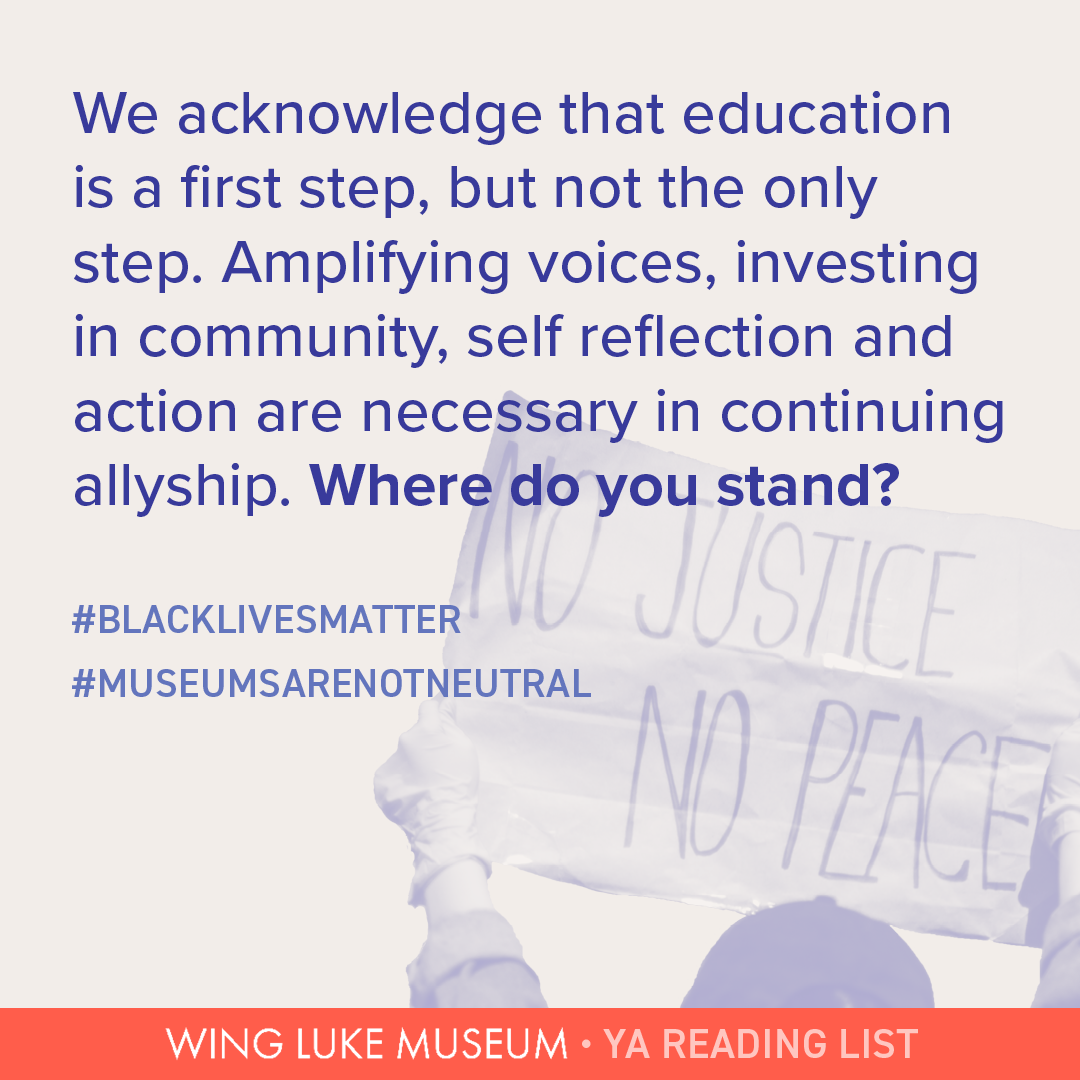 We acknowledge that education
is a first step, but not the only
step. Amplifying voices, investing
in community, self reflection and
action are necessary in continuing
allyship. Where do you stand?
#BLACKLIVESMATTER
#MUSEUMSARENOTNEUTRAL
NO JUSTICE
NO PEACE
WING LUKE MUSEUM • YA READING LIST